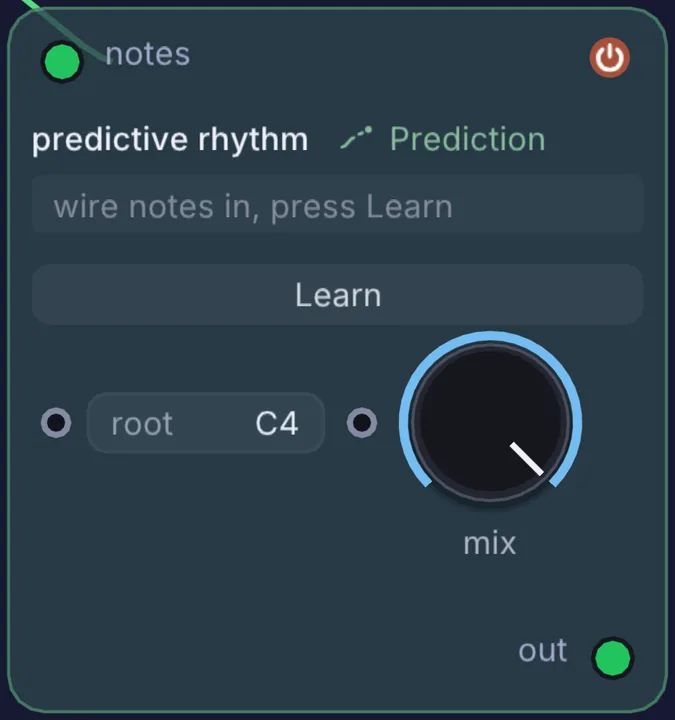 notes
predictive rhythm Prediction
wire notes in, press Learn
Learn
root C4
mix
out